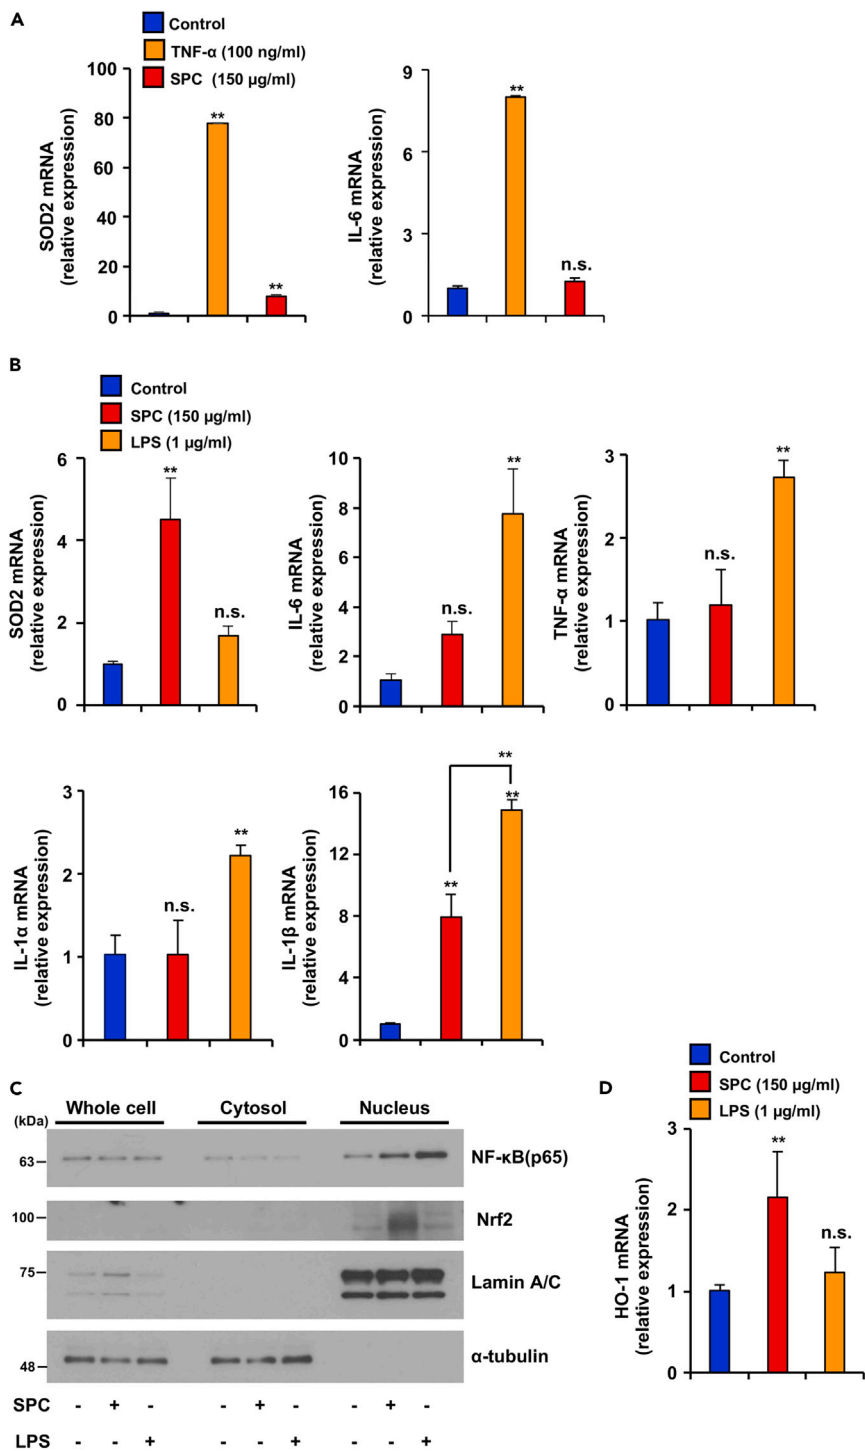 A
Control
TNF-α (100 ng/ml)
SPC (150 µg/ml)
SOD2 mRNA
(relative expression)
100
80
60
40
20
0
**
**
IL-6 mRNA
(relative expression)
9
6
3
0
**
n.s.
B
Control
SPC (150 µg/ml)
LPS (1 µg/ml)
SOD2 mRNA
(relative expression)
6
4
2
0
**
n.s.
IL-6 mRNA
(relative expression)
10
8
6
4
2
0
n.s.
**
TNF-α mRNA
(relative expression)
3
2
1
0
n.s.
**
IL-1α mRNA
(relative expression)
3
2
1
0
n.s.
**
IL-1β mRNA
(relative expression)
16
12
8
4
0
**
**
**
C
Whole cell Cytosol Nucleus
(kDa)
63 NF-κB(p65)
100 Nrf2
75 Lamin A/C
48 α-tubulin
SPC - + - - + - - + -
LPS - - + - - + - - +
D
Control
SPC (150 µg/ml)
LPS (1 µg/ml)
HO-1 mRNA
(relative expression)
3
2
1
0
**
n.s.